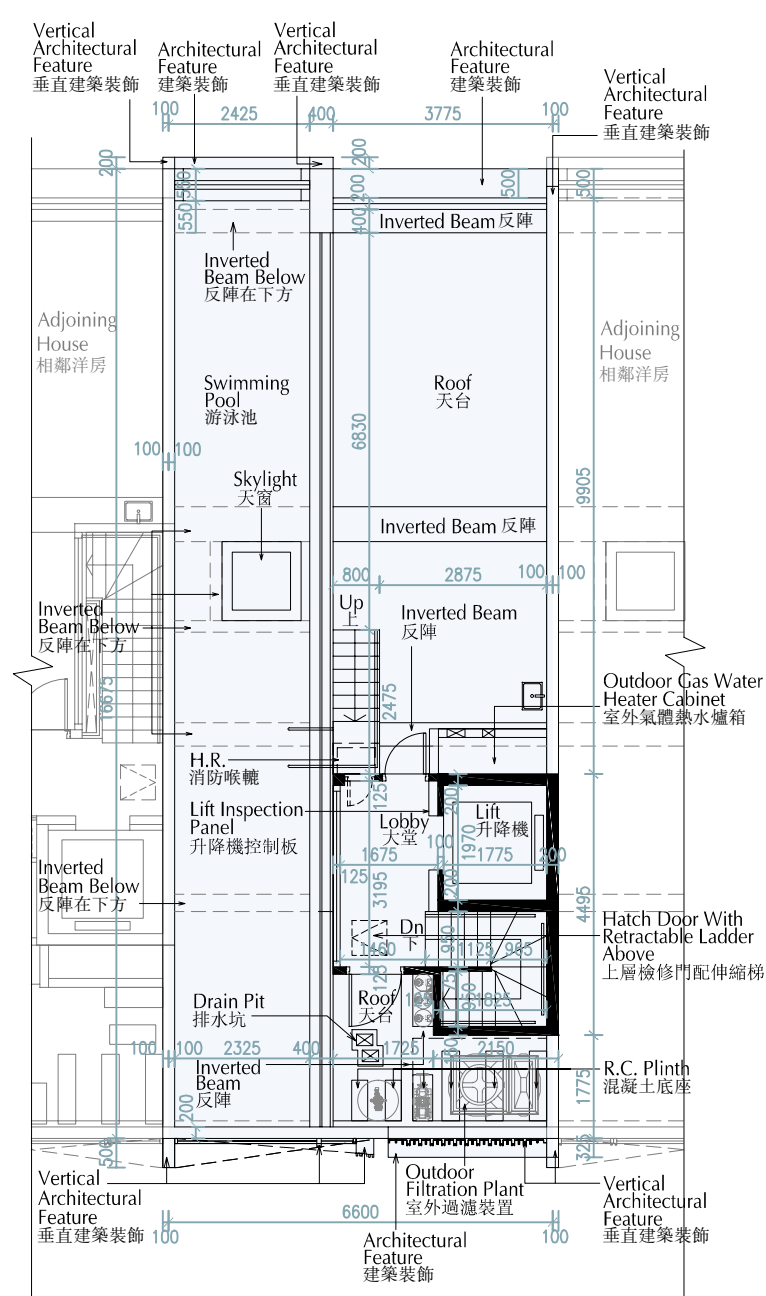 Vertical
Architectural
Feature
垂直建築裝飾
Architectural
Feature
建築裝飾
Vertical
Architectural
Feature
垂直建築裝飾
Architectural
Feature
建築裝飾
Vertical
Architectural
Feature
垂直建築裝飾
100
2425
400
3775
100
200
200
200
400
500
550
500
500
Inverted Beam 反陣
Inverted
Beam Below
反陣在下方
Adjoining
House
相鄰洋房
Adjoining
House
相鄰洋房
Swimming
Pool
游泳池
Roof
天台
6830
100
100
Skylight
天窗
9905
Inverted Beam 反陣
800
2875
100
100
Up
上
Inverted Beam
反陣
Inverted
Beam Below
反陣在下方
16675
2475
Outdoor Gas Water
Heater Cabinet
室外氣體熱水爐箱
H.R.
消防喉轆
125
200
Lift Inspection
Panel
升降機控制板
Lobby
大堂
Lift
升降機
100
1970
1675
1775
200
125
3195
200
4495
Inverted
Beam Below
反陣在下方
Dn
下
950
1460
1125
965
Hatch Door With
Retractable Ladder
Above
上層檢修門配伸縮梯
125
Roof
天台
950
1825
Drain Pit
排水坑
100
100
2325
400
1725
2150
Inverted
Beam
反陣
R.C. Plinth
混凝土底座
1775
200
500
325
Vertical
Architectural
Feature
垂直建築裝飾
Outdoor
Filtration Plant
室外過濾裝置
Vertical
Architectural
Feature
垂直建築裝飾
6600
100
100
Architectural
Feature
建築裝飾